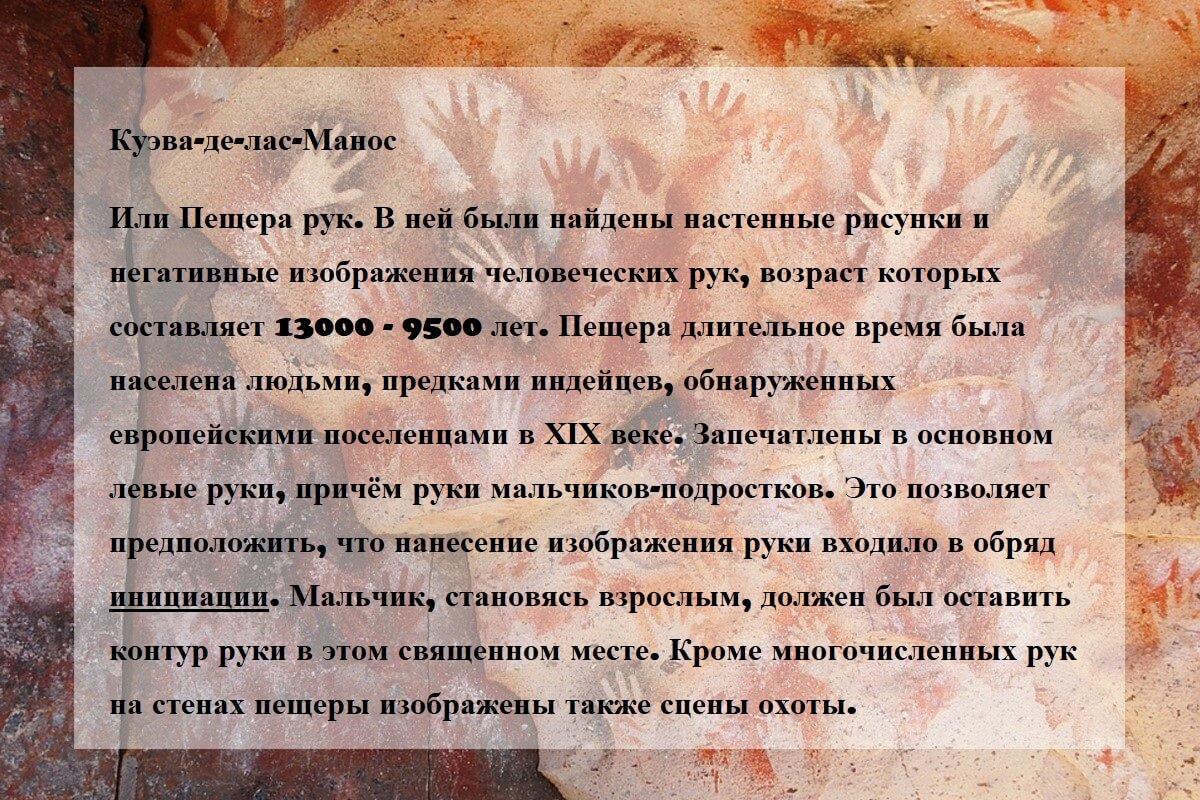 Куэва-де-лас-Манос
Или Пещера рук. В ней были найдены настенные рисунки и
негативные изображения человеческих рук, возраст которых
составляет 13000 - 9500 лет. Пещера длительное время была
населена людьми, предками индейцев, обнаруженных
европейскими поселенцами в XIX веке. Запечатлены в основном
левые руки, причём руки мальчиков-подростков. Это позволяет
предположить, что нанесение изображения руки входило в обряд
инициации. Мальчик, становясь взрослым, должен был оставить
контур руки в этом священном месте. Кроме многочисленных рук
на стенах пещеры изображены также сцены охоты.